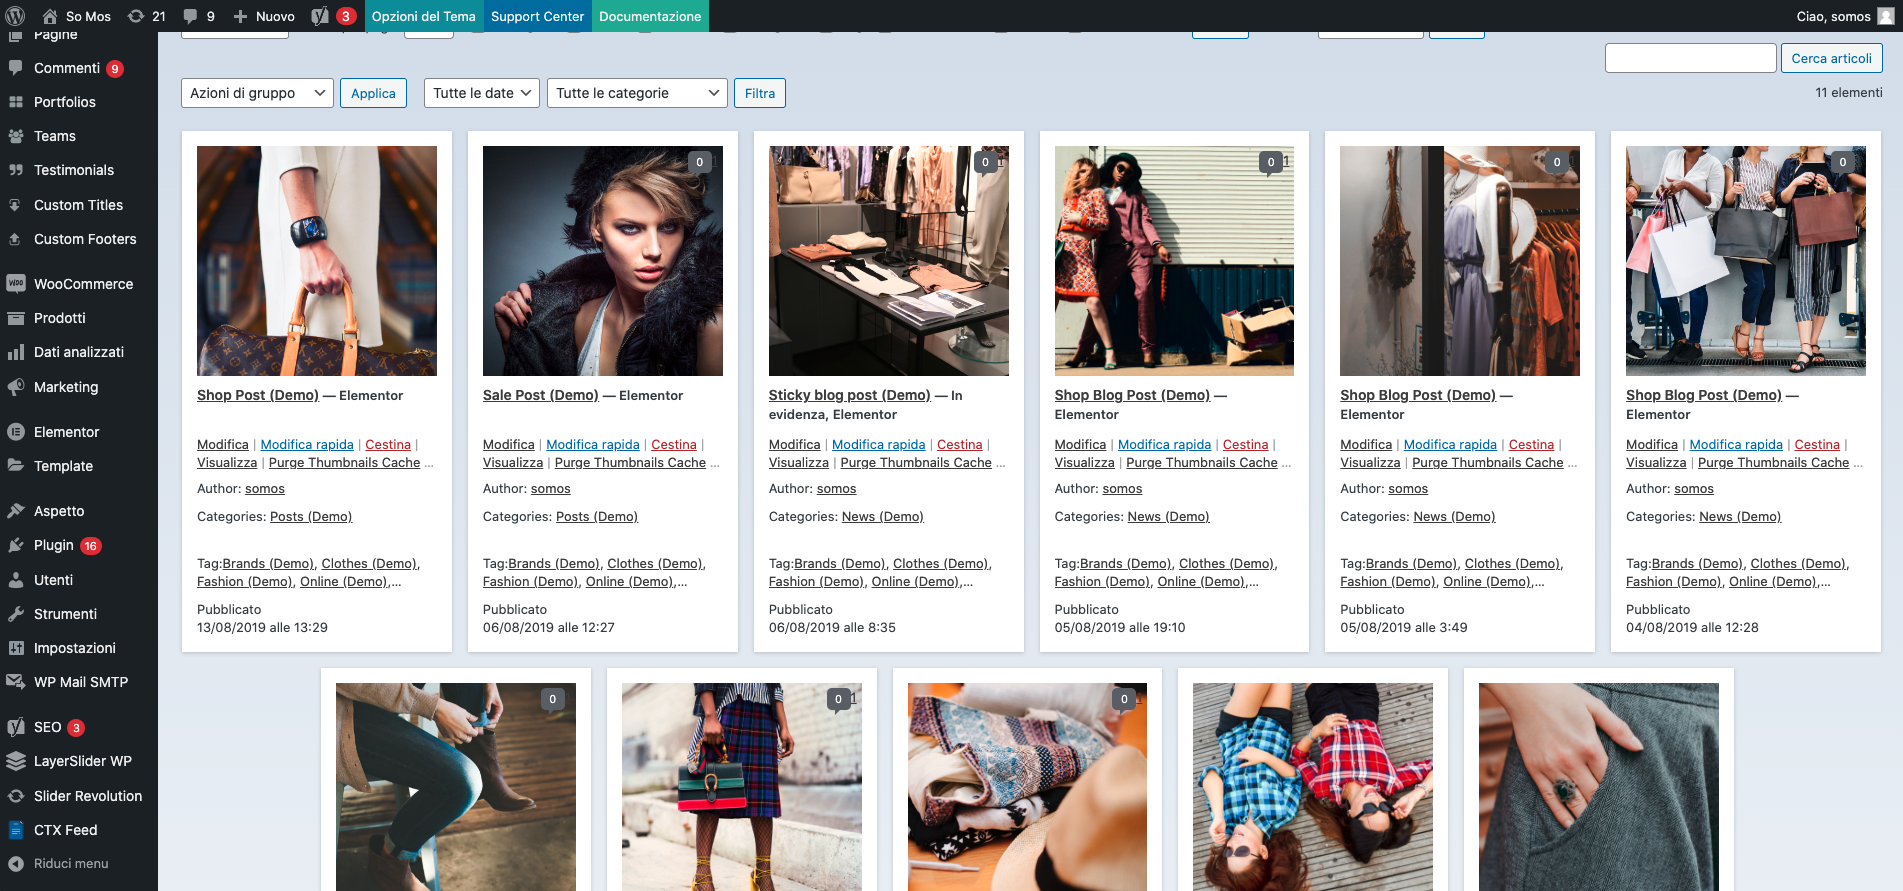 So Mos 21 9 Nuovo 3 Opzioni del Tema Support Center Documentazione Ciao, somos
Pagine
Commenti 9
Portfolios
Teams
Testimonials
Custom Titles
Custom Footers
WooCommerce
Prodotti
Dati analizzati
Marketing
Elementor
Template
Aspetto
Plugin 16
Utenti
Strumenti
Impostazioni
WP Mail SMTP
SEO 3
LayerSlider WP
Slider Revolution
CTX Feed
Riduci menu
Cerca articoli
Azioni di gruppo Applica Tutte le date Tutte le categorie Filtra 11 elementi
Shop Post (Demo) — Elementor
Modifica | Modifica rapida | Cestina |
Visualizza | Purge Thumbnails Cache ...
Author: somos
Categories: Posts (Demo)
Tag:Brands (Demo), Clothes (Demo),
Fashion (Demo), Online (Demo),...
Pubblicato
13/08/2019 alle 13:29
0
Sale Post (Demo) — Elementor
Modifica | Modifica rapida | Cestina |
Visualizza | Purge Thumbnails Cache ...
Author: somos
Categories: Posts (Demo)
Tag:Brands (Demo), Clothes (Demo),
Fashion (Demo), Online (Demo),...
Pubblicato
06/08/2019 alle 12:27
0
Sticky blog post (Demo) — In
evidenza, Elementor
Modifica | Modifica rapida | Cestina |
Visualizza | Purge Thumbnails Cache ...
Author: somos
Categories: News (Demo)
Tag:Brands (Demo), Clothes (Demo),
Fashion (Demo), Online (Demo),...
Pubblicato
06/08/2019 alle 8:35
0 1
Shop Blog Post (Demo) —
Elementor
Modifica | Modifica rapida | Cestina |
Visualizza | Purge Thumbnails Cache ...
Author: somos
Categories: News (Demo)
Tag:Brands (Demo), Clothes (Demo),
Fashion (Demo), Online (Demo),...
Pubblicato
05/08/2019 alle 19:10
0
Shop Blog Post (Demo) —
Elementor
Modifica | Modifica rapida | Cestina |
Visualizza | Purge Thumbnails Cache ...
Author: somos
Categories: News (Demo)
Tag:Brands (Demo), Clothes (Demo),
Fashion (Demo), Online (Demo),...
Pubblicato
05/08/2019 alle 3:49
0
Shop Blog Post (Demo) —
Elementor
Modifica | Modifica rapida | Cestina |
Visualizza | Purge Thumbnails Cache ...
Author: somos
Categories: News (Demo)
Tag:Brands (Demo), Clothes (Demo),
Fashion (Demo), Online (Demo),...
Pubblicato
04/08/2019 alle 12:28
0
0 1
0